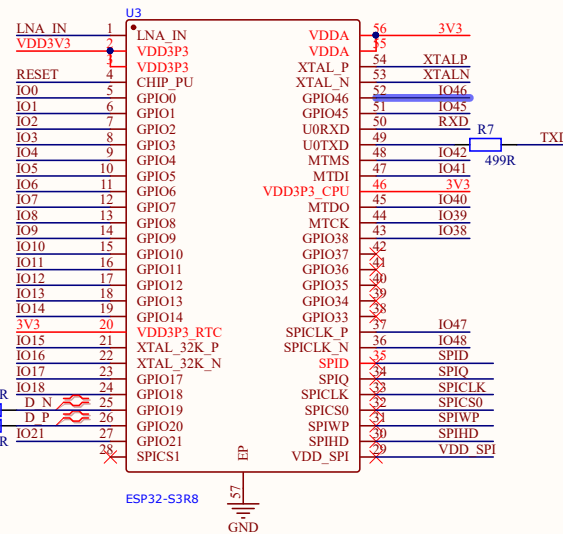 U3
LNA_IN 1 LNA_IN VDDA 56 3V3
VDD3V3 2 VDD3P3 VDDA 55
3 VDD3P3 XTAL_P 54 XTALP
RESET 4 CHIP_PU XTAL_N 53 XTALN
IO0 5 GPIO0 GPIO46 52 IO46
IO1 6 GPIO1 GPIO45 51 IO45
IO2 7 GPIO2 U0RXD 50 RXD R7
IO3 8 GPIO3 U0TXD 49 TXD
IO4 9 GPIO4 MTMS 48 IO42 499R
IO5 10 GPIO5 MTDI 47 IO41
IO6 11 GPIO6 VDD3P3_CPU 46 3V3
IO7 12 GPIO7 MTDO 45 IO40
IO8 13 GPIO8 MTCK 44 IO39
IO9 14 GPIO9 GPIO38 43 IO38
IO10 15 GPIO10 GPIO37 42
IO11 16 GPIO11 GPIO36 41
IO12 17 GPIO12 GPIO35 40
IO13 18 GPIO13 GPIO34 39
IO14 19 GPIO14 GPIO33 38
3V3 20 VDD3P3_RTC SPICLK_P 37 IO47
IO15 21 XTAL_32K_P SPICLK_N 36 IO48
IO16 22 XTAL_32K_N SPID 35 SPID
IO17 23 GPIO17 SPIQ 34 SPIQ
IO18 24 GPIO18 SPICLK 33 SPICLK
R D_N 25 GPIO19 SPICS0 32 SPICS0
D_P 26 GPIO20 SPIWP 31 SPIWP
R IO21 27 GPIO21 SPIHD 30 SPIHD
28 SPICS1 EP VDD_SPI 29 VDD_SPI
ESP32-S3R8
57
GND